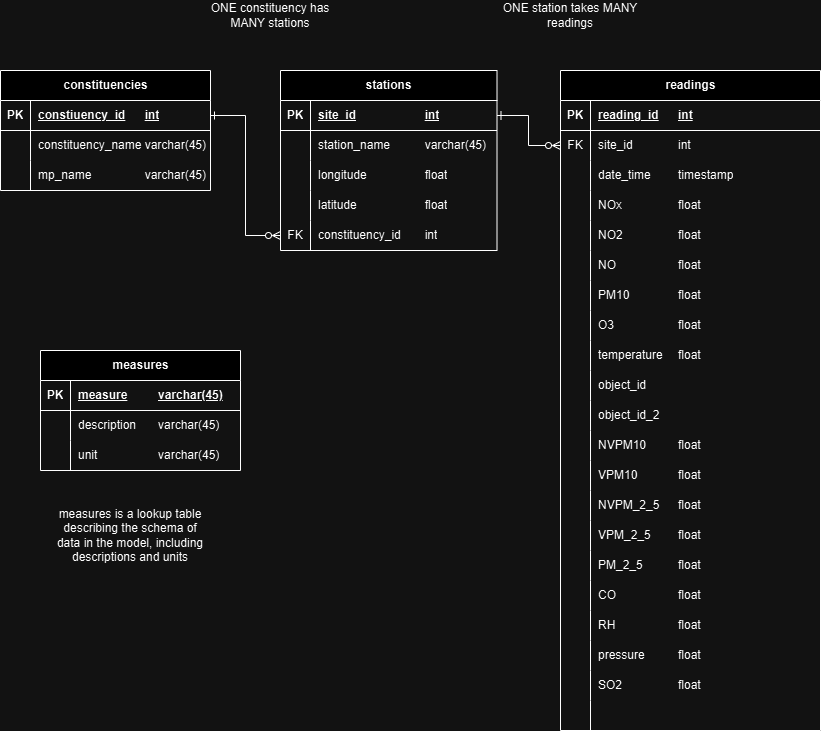 ONE constituency has
MANY stations
ONE station takes MANY
readings
constituencies
PK constiuency_id int
constituency_name varchar(45)
mp_name varchar(45)
stations
PK site_id int
station_name varchar(45)
longitude float
latitude float
FK constituency_id int
readings
PK reading_id int
FK site_id int
date_time timestamp
NOx float
NO2 float
NO float
PM10 float
O3 float
temperature float
object_id
object_id_2
NVPM10 float
VPM10 float
NVPM_2_5 float
VPM_2_5 float
PM_2_5 float
CO float
RH float
pressure float
SO2 float
measures
PK measure varchar(45)
description varchar(45)
unit varchar(45)
measures is a lookup table
describing the schema of
data in the model, including
descriptions and units